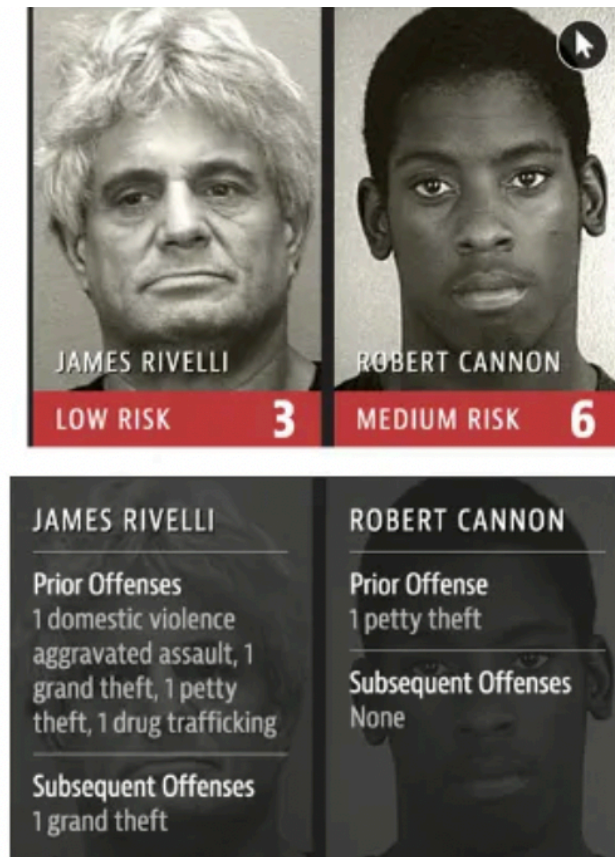 JAMES RIVELLI
ROBERT CANNON
LOW RISK 3
MEDIUM RISK 6
JAMES RIVELLI
Prior Offenses
1 domestic violence
aggravated assault, 1
grand theft, 1 petty
theft, 1 drug trafficking
Subsequent Offenses
1 grand theft
ROBERT CANNON
Prior Offense
1 petty theft
Subsequent Offenses
None